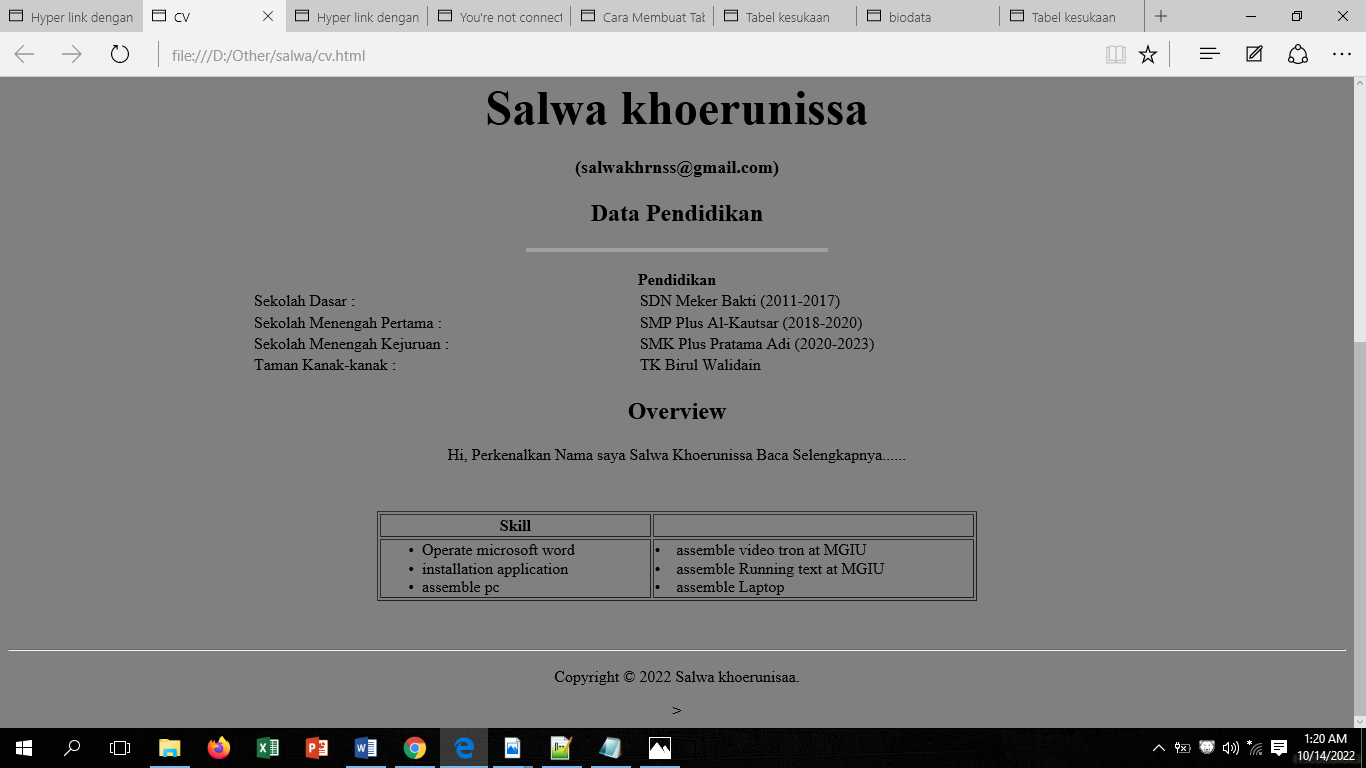 Hyper link dengan CV Hyper link dengan You're not connect Cara Membuat Tab Tabel kesukaan biodata Tabel kesukaan
file:///D:/Other/salwa/cv.html
Salwa khoerunissa
(salwakhrnss@gmail.com)
Data Pendidikan
Pendidikan
Sekolah Dasar : SDN Meker Bakti (2011-2017)
Sekolah Menengah Pertama : SMP Plus Al-Kautsar (2018-2020)
Sekolah Menengah Kejuruan : SMK Plus Pratama Adi (2020-2023)
Taman Kanak-kanak : TK Birul Walidain
Overview
Hi, Perkenalkan Nama saya Salwa Khoerunissa Baca Selengkapnya......
Skill
• Operate microsoft word • assemble video tron at MGIU
• installation application • assemble Running text at MGIU
• assemble pc • assemble Laptop
Copyright © 2022 Salwa khoerunisaa.
>
1:20 AM
10/14/2022